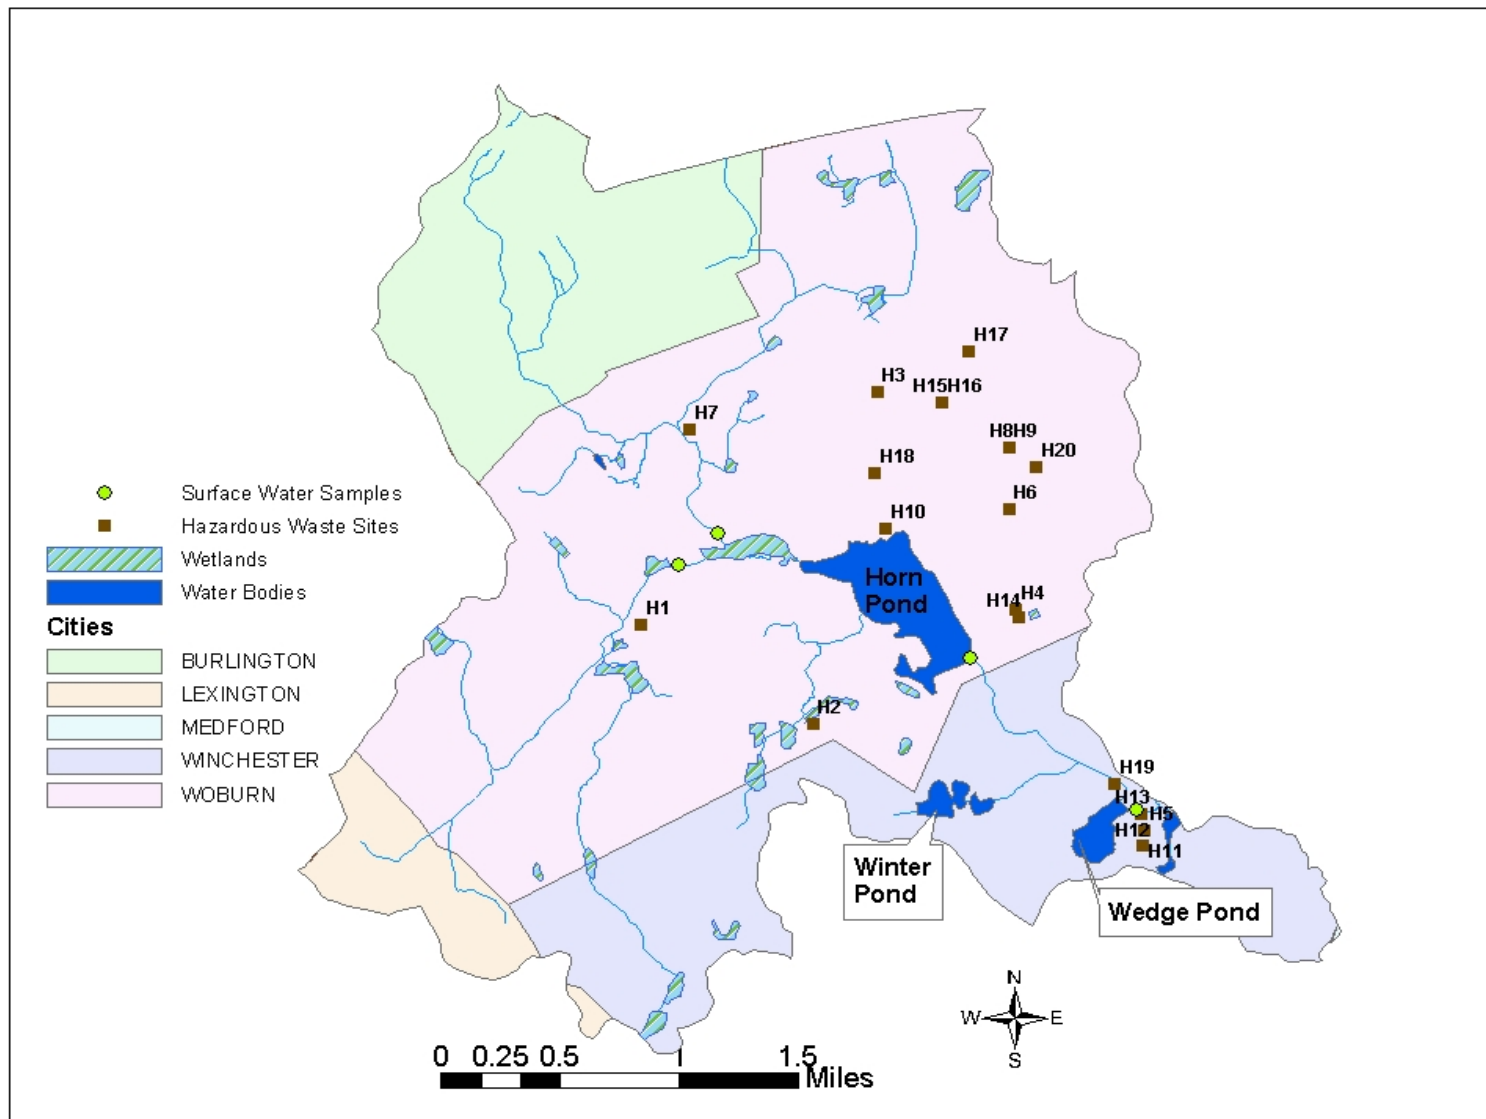 H17
H3
H15H16
H7
H8H9
H20
H18
H6
H10
Horn
Pond
H14
H4
H1
H2
Surface Water Samples
Hazardous Waste Sites
Wetlands
Water Bodies
Cities
BURLINGTON
LEXINGTON
MEDFORD
WINCHESTER
WOBURN
H19
H13
H5
H12
H11
Winter
Pond
Wedge Pond
N
W
E
S
0 0.25 0.5 1 1.5
Miles